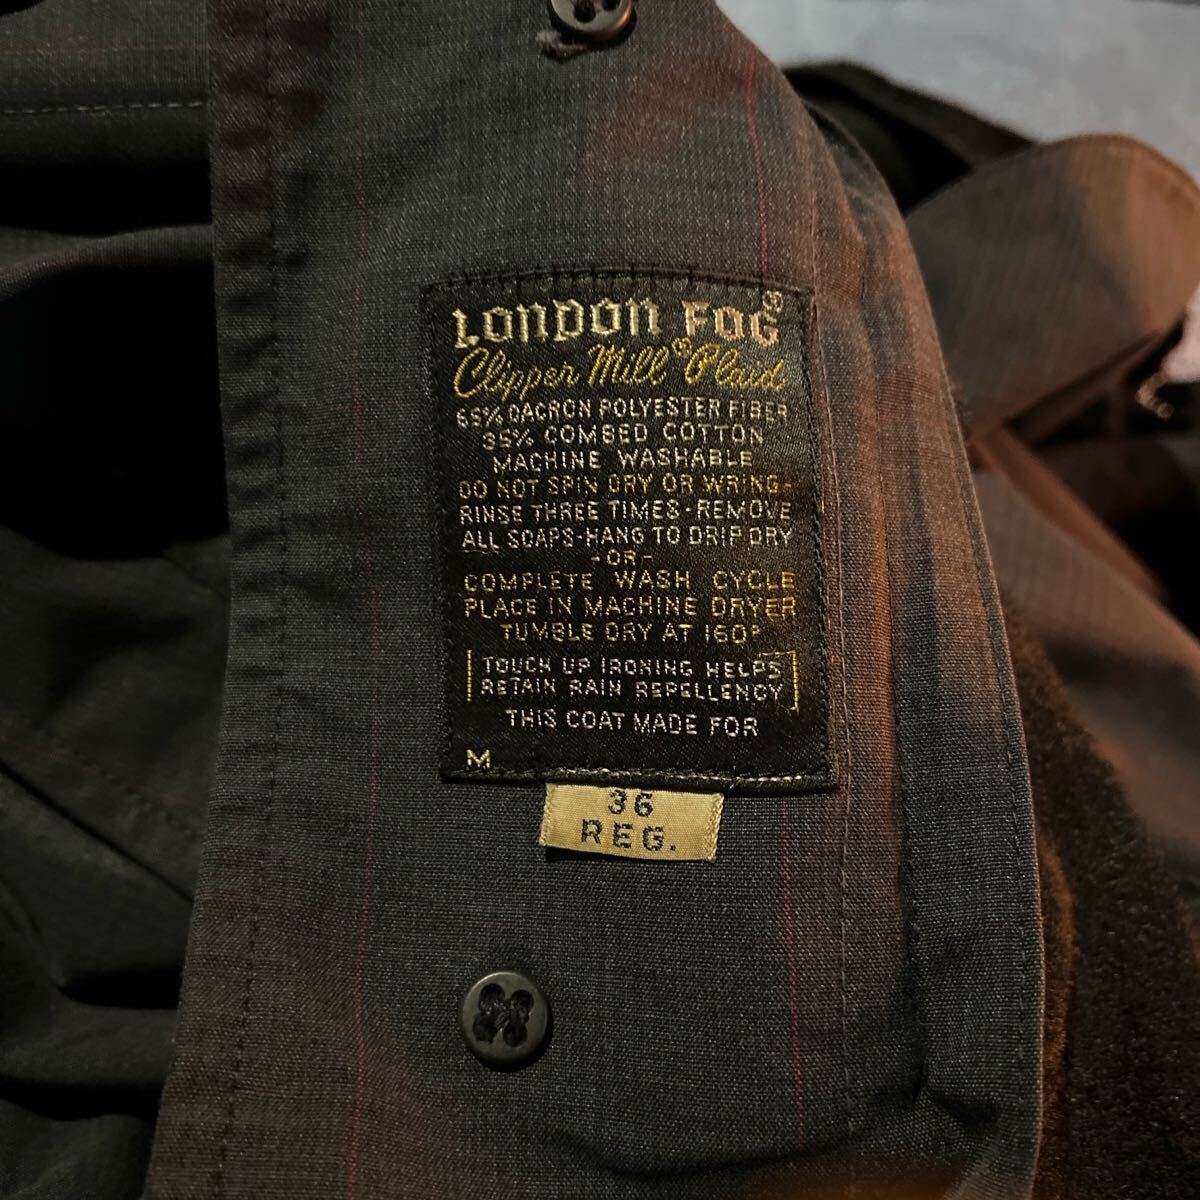 LONDON FOG®
Clipper Mill® Plaid
65% DACRON POLYESTER FIBER
35% COMBED COTTON
MACHINE WASHABLE
DO NOT SPIN DRY OR WRING-
RINSE THREE TIMES-REMOVE
ALL SOAPS-HANG TO DRIP DRY
-OR-
COMPLETE WASH CYCLE
PLACE IN MACHINE DRYER
TUMBLE DRY AT 160°
[TOUCH UP IRONING HELPS
RETAIN RAIN REPELLENCY]
THIS COAT MADE FOR
M
36
REG.